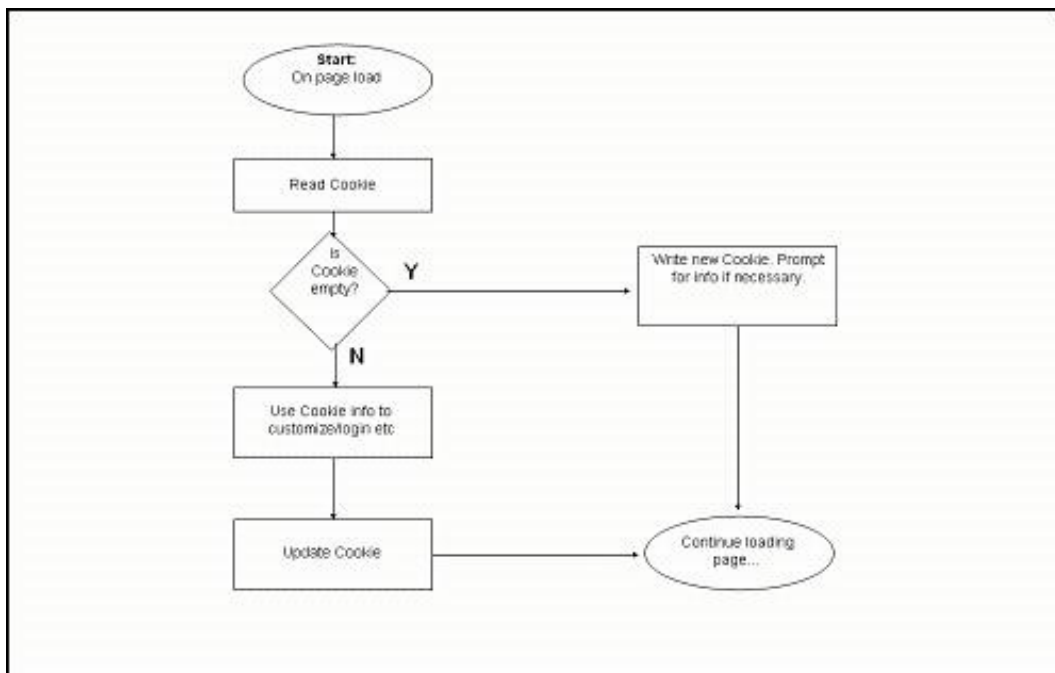 Start:
On page load
Read Cookie
Is
Cookie
empty?
Y
Write new Cookie. Prompt
for info if necessary.
N
Use Cookie info to
customize/login etc
Update Cookie
Continue loading
page...